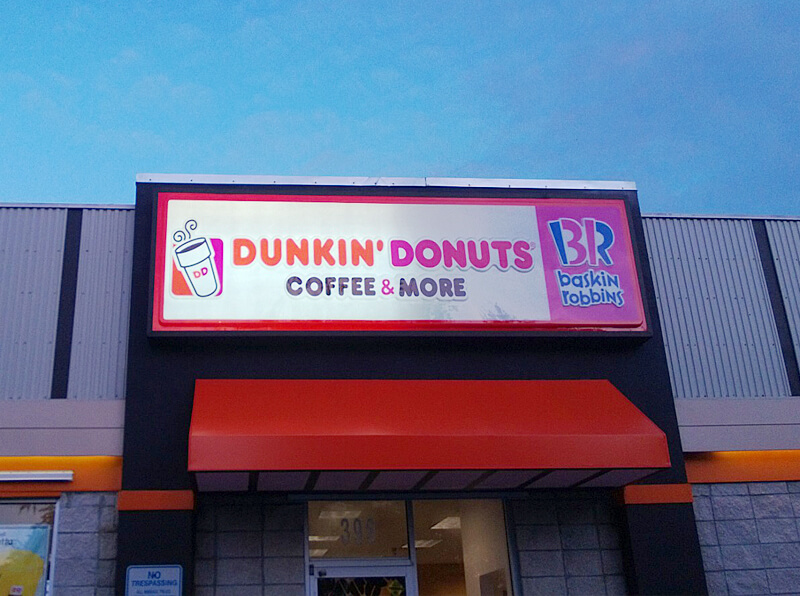 DUNKIN' DONUTS
COFFEE & MORE
DD
BR
baskin
robbins
NO
TRESPASSING